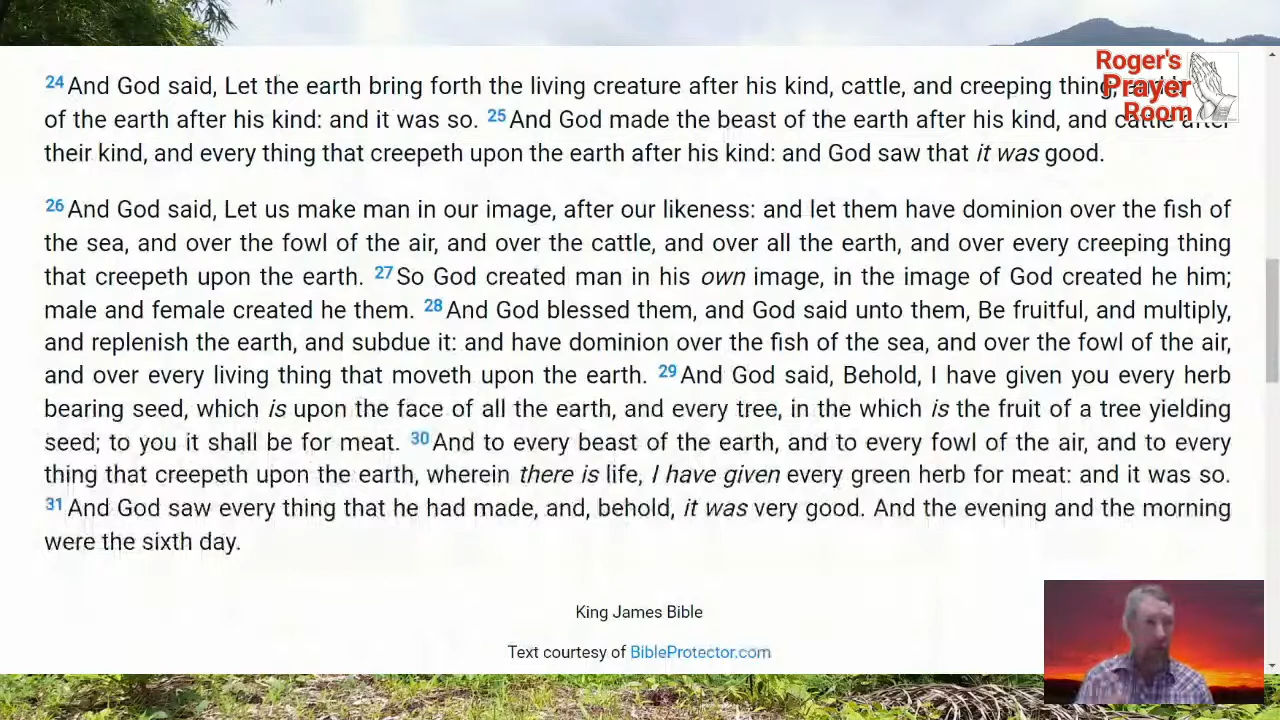 Roger's
Prayer
Room
24 And God said, Let the earth bring forth the living creature after his kind, cattle, and creeping thing,
of the earth after his kind: and it was so. 25 And God made the beast of the earth after his kind, and cattle after
their kind, and every thing that creepeth upon the earth after his kind: and God saw that it was good.
26 And God said, Let us make man in our image, after our likeness: and let them have dominion over the fish of
the sea, and over the fowl of the air, and over the cattle, and over all the earth, and over every creeping thing
that creepeth upon the earth. 27 So God created man in his own image, in the image of God created he him;
male and female created he them. 28 And God blessed them, and God said unto them, Be fruitful, and multiply,
and replenish the earth, and subdue it: and have dominion over the fish of the sea, and over the fowl of the air,
and over every living thing that moveth upon the earth. 29 And God said, Behold, I have given you every herb
bearing seed, which is upon the face of all the earth, and every tree, in the which is the fruit of a tree yielding
seed; to you it shall be for meat. 30 And to every beast of the earth, and to every fowl of the air, and to every
thing that creepeth upon the earth, wherein there is life, I have given every green herb for meat: and it was so.
31 And God saw every thing that he had made, and, behold, it was very good. And the evening and the morning
were the sixth day.
King James Bible
Text courtesy of BibleProtector.com